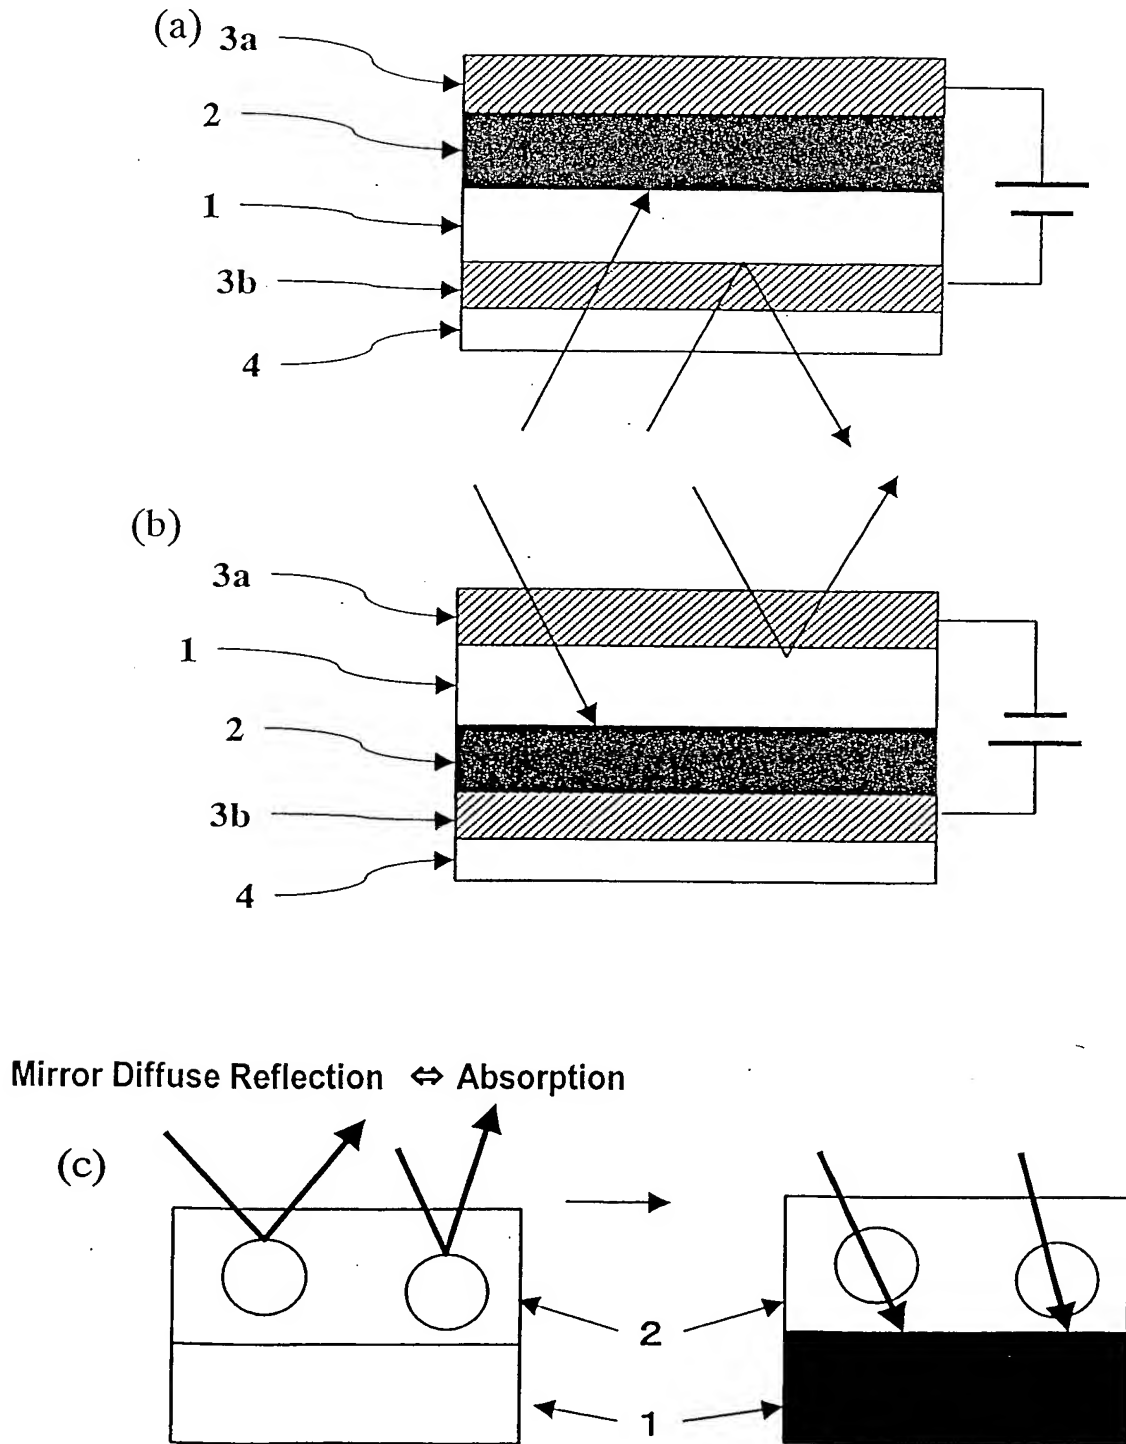 (a)
3a
2
1
3b
4
(b)
3a
1
2
3b
4
Mirror Diffuse Reflection ⇔ Absorption
(c)
2
1